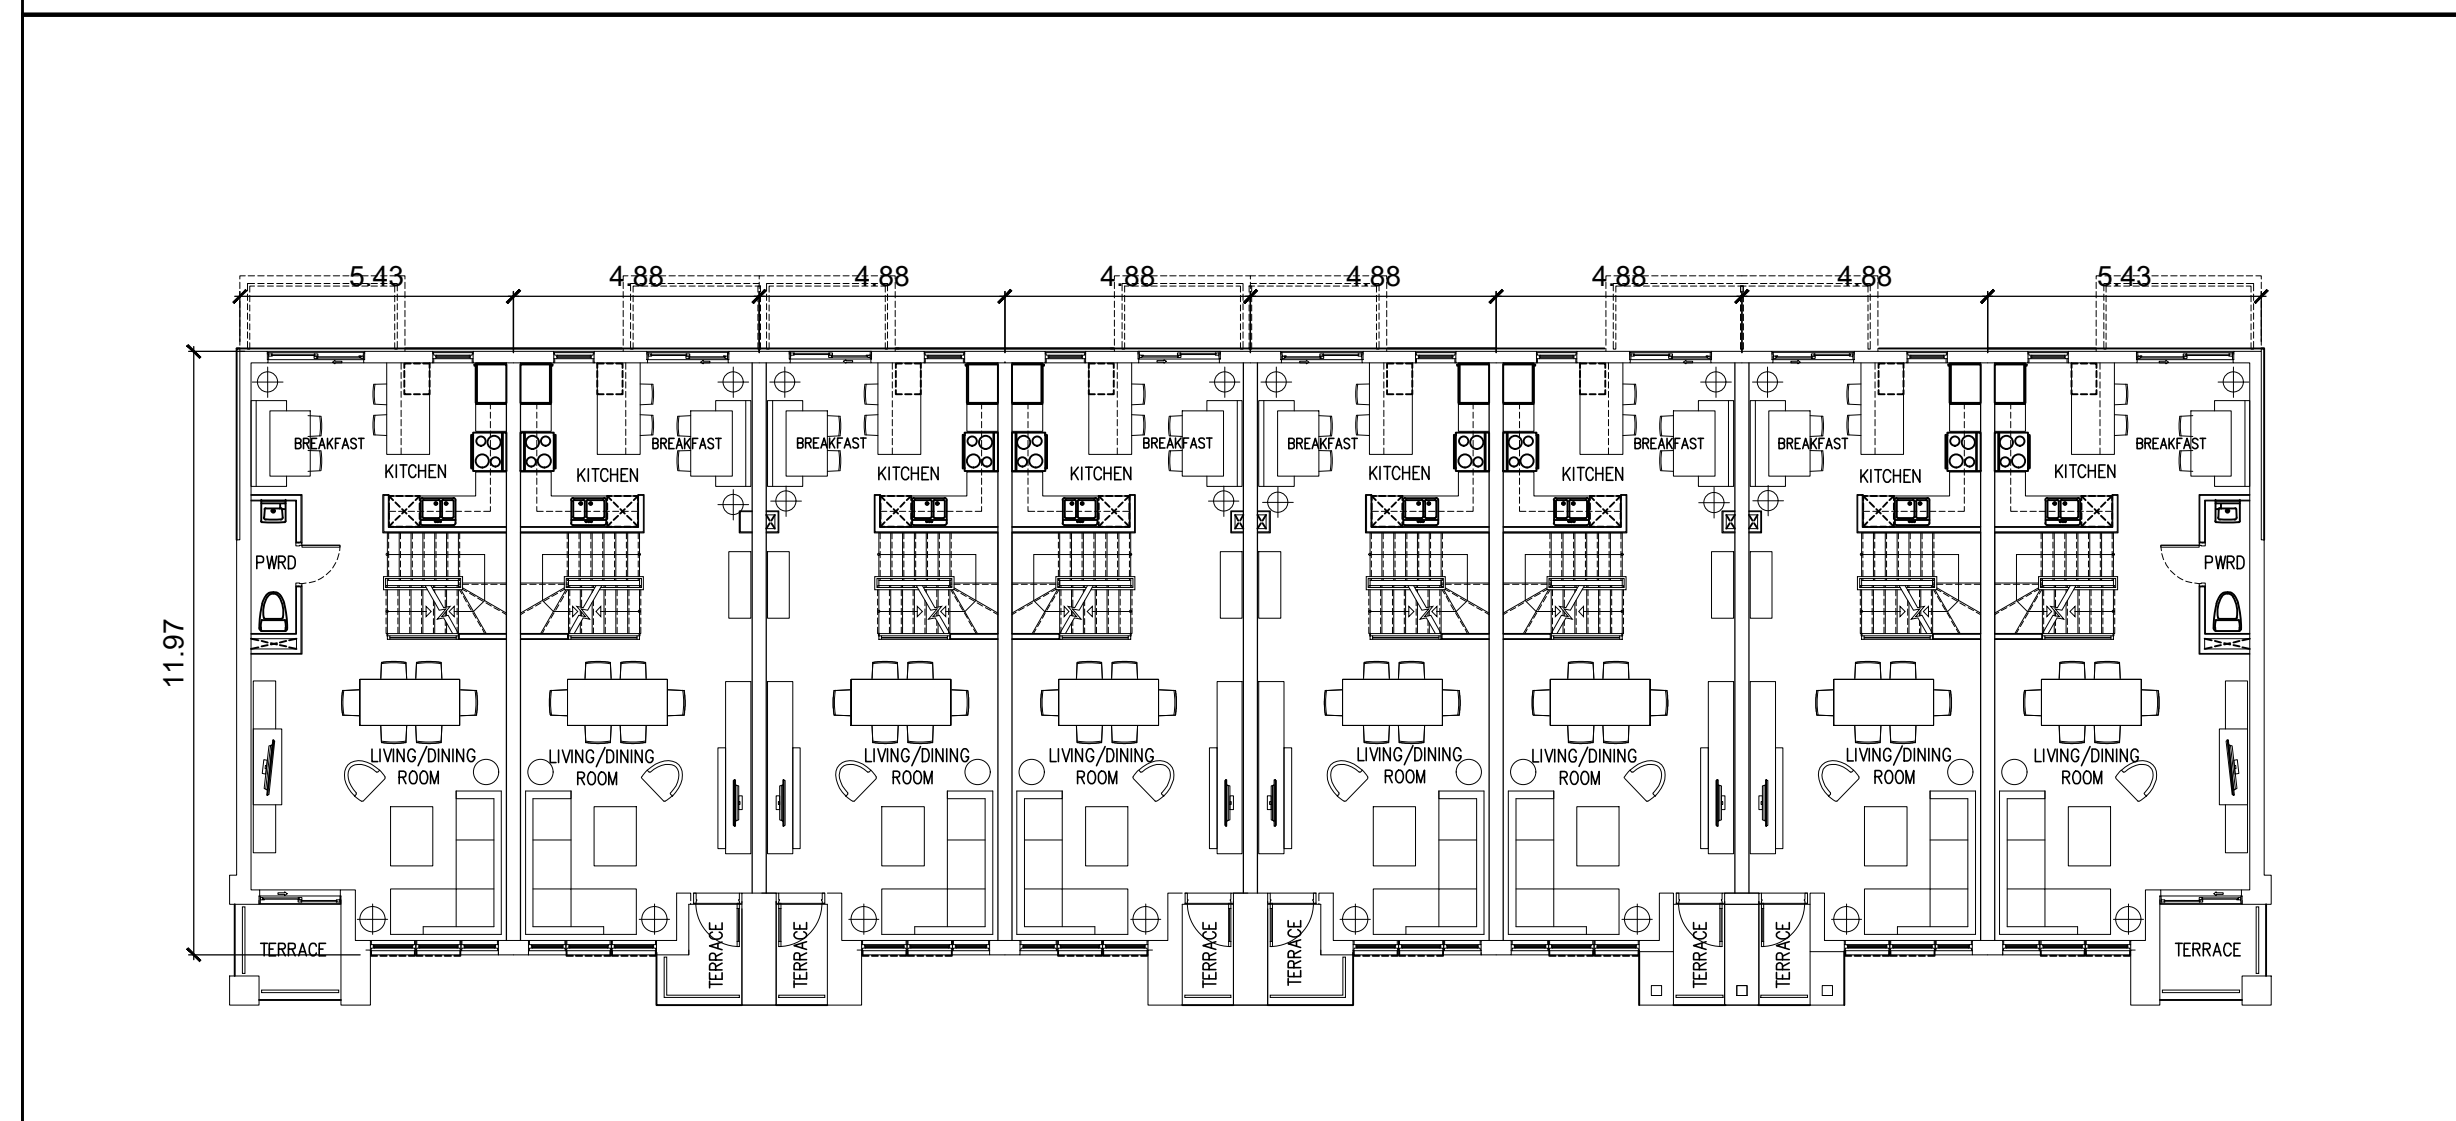 5.43 4.88 4.88 4.88 4.88 4.88 4.88 5.43
BREAKFAST BREAKFAST BREAKFAST BREAKFAST BREAKFAST BREAKFAST BREAKFAST BREAKFAST
KITCHEN KITCHEN KITCHEN KITCHEN KITCHEN KITCHEN KITCHEN KITCHEN
PWRD PWRD
11.97
LIVING/DINING LIVING/DINING LIVING/DINING LIVING/DINING LIVING/DINING LIVING/DINING LIVING/DINING LIVING/DINING
ROOM ROOM ROOM ROOM ROOM ROOM ROOM ROOM
TERRACE TERRACE TERRACE TERRACE TERRACE TERRACE TERRACE TERRACE